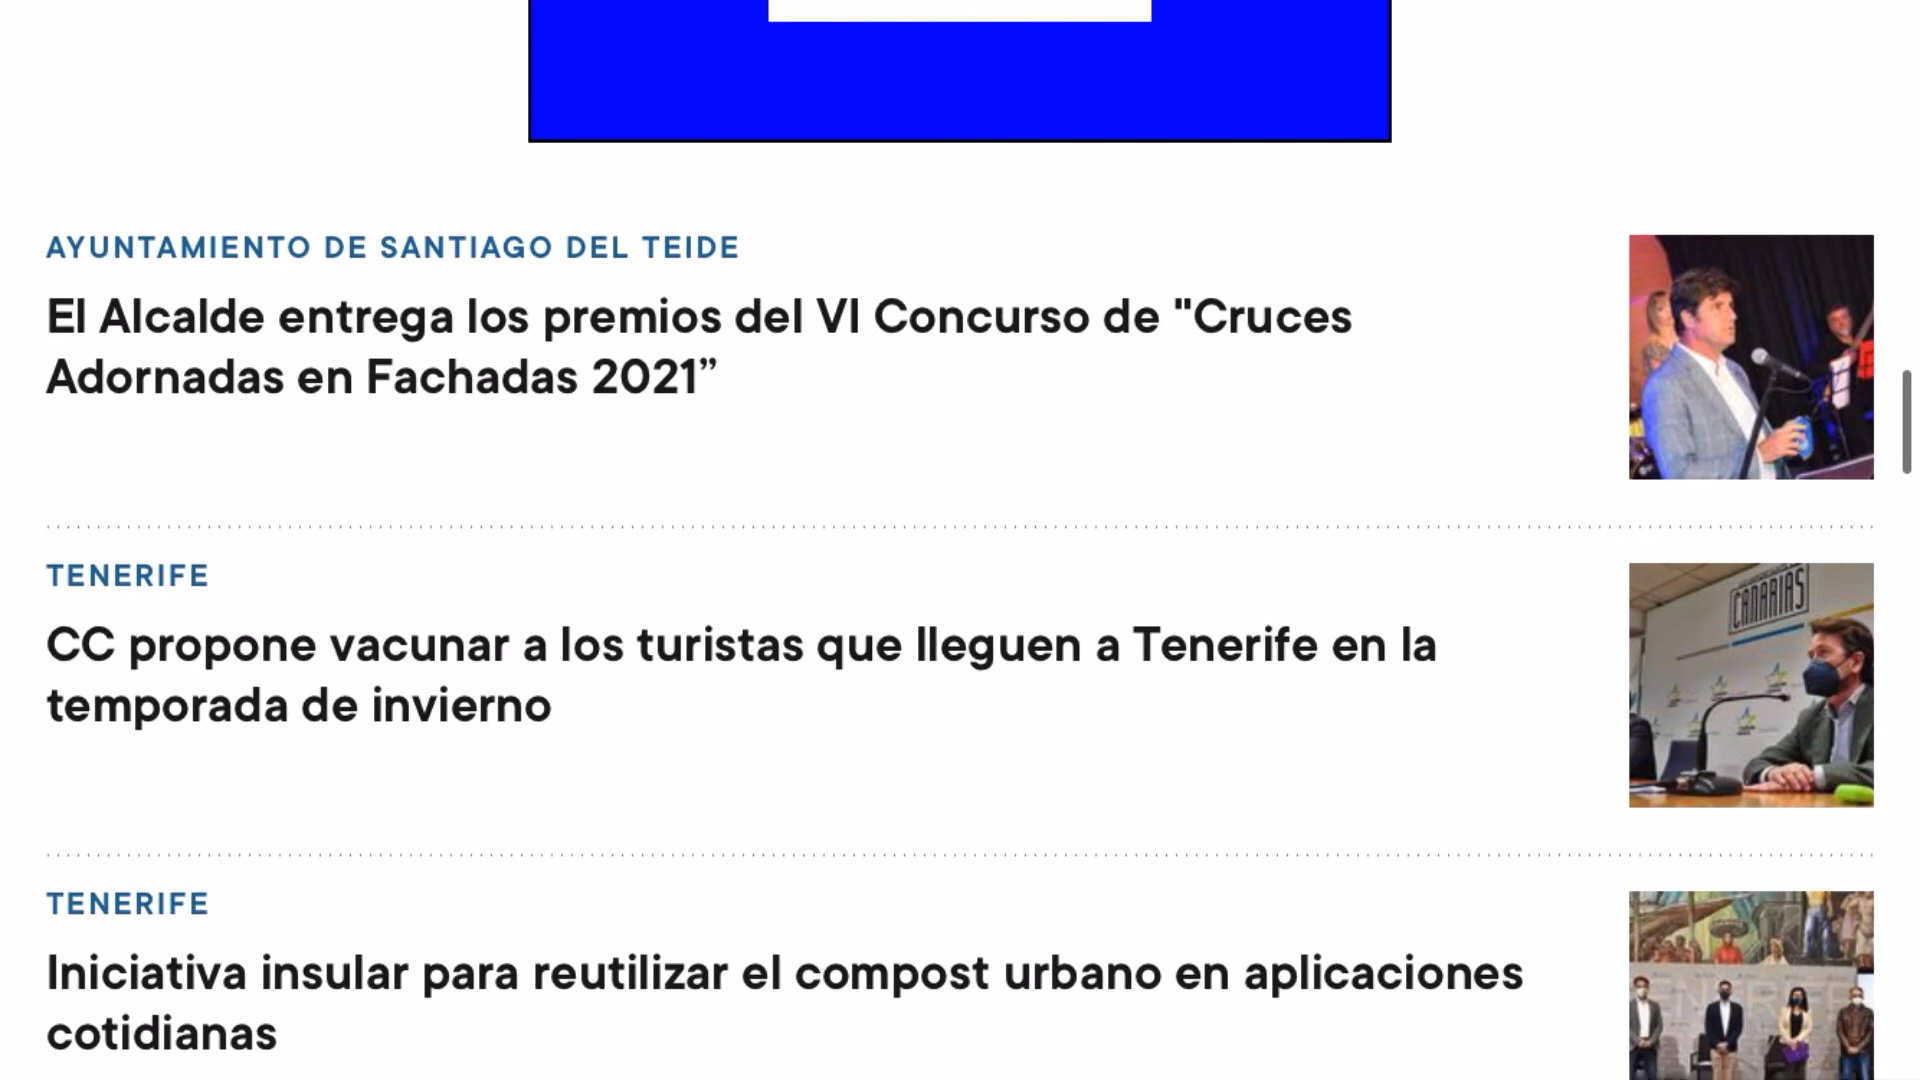 AYUNTAMIENTO DE SANTIAGO DEL TEIDE
El Alcalde entrega los premios del VI Concurso de "Cruces
Adornadas en Fachadas 2021”
TENERIFE
CC propone vacunar a los turistas que lleguen a Tenerife en la
temporada de invierno
CANARIAS
TENERIFE
Iniciativa insular para reutilizar el compost urbano en aplicaciones
cotidianas